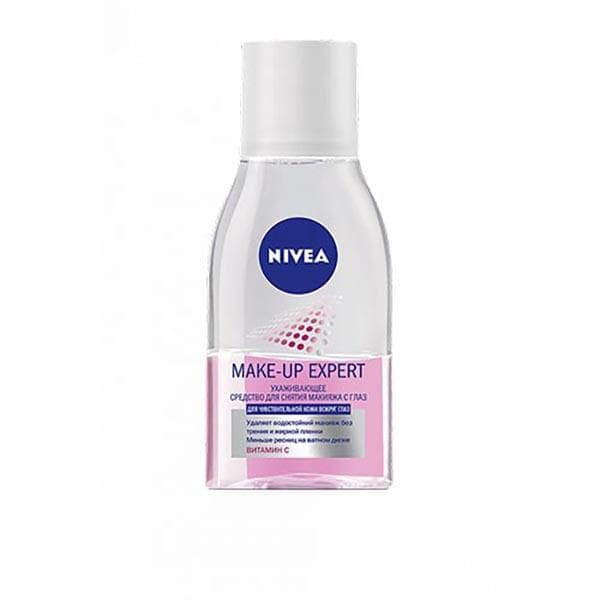 NIVEA
MAKE-UP EXPERT
УХАЖИВАЮЩЕЕ
СРЕДСТВО ДЛЯ СНЯТИЯ МАКИЯЖА С ГЛАЗ
ДЛЯ ЧУВСТВИТЕЛЬНОЙ КОЖИ ВОКРУГ ГЛАЗ
Удаляет водостойкий макияж без
трения и жирной пленки
Меньше ресниц на ватном диске
ВИТАМИН С